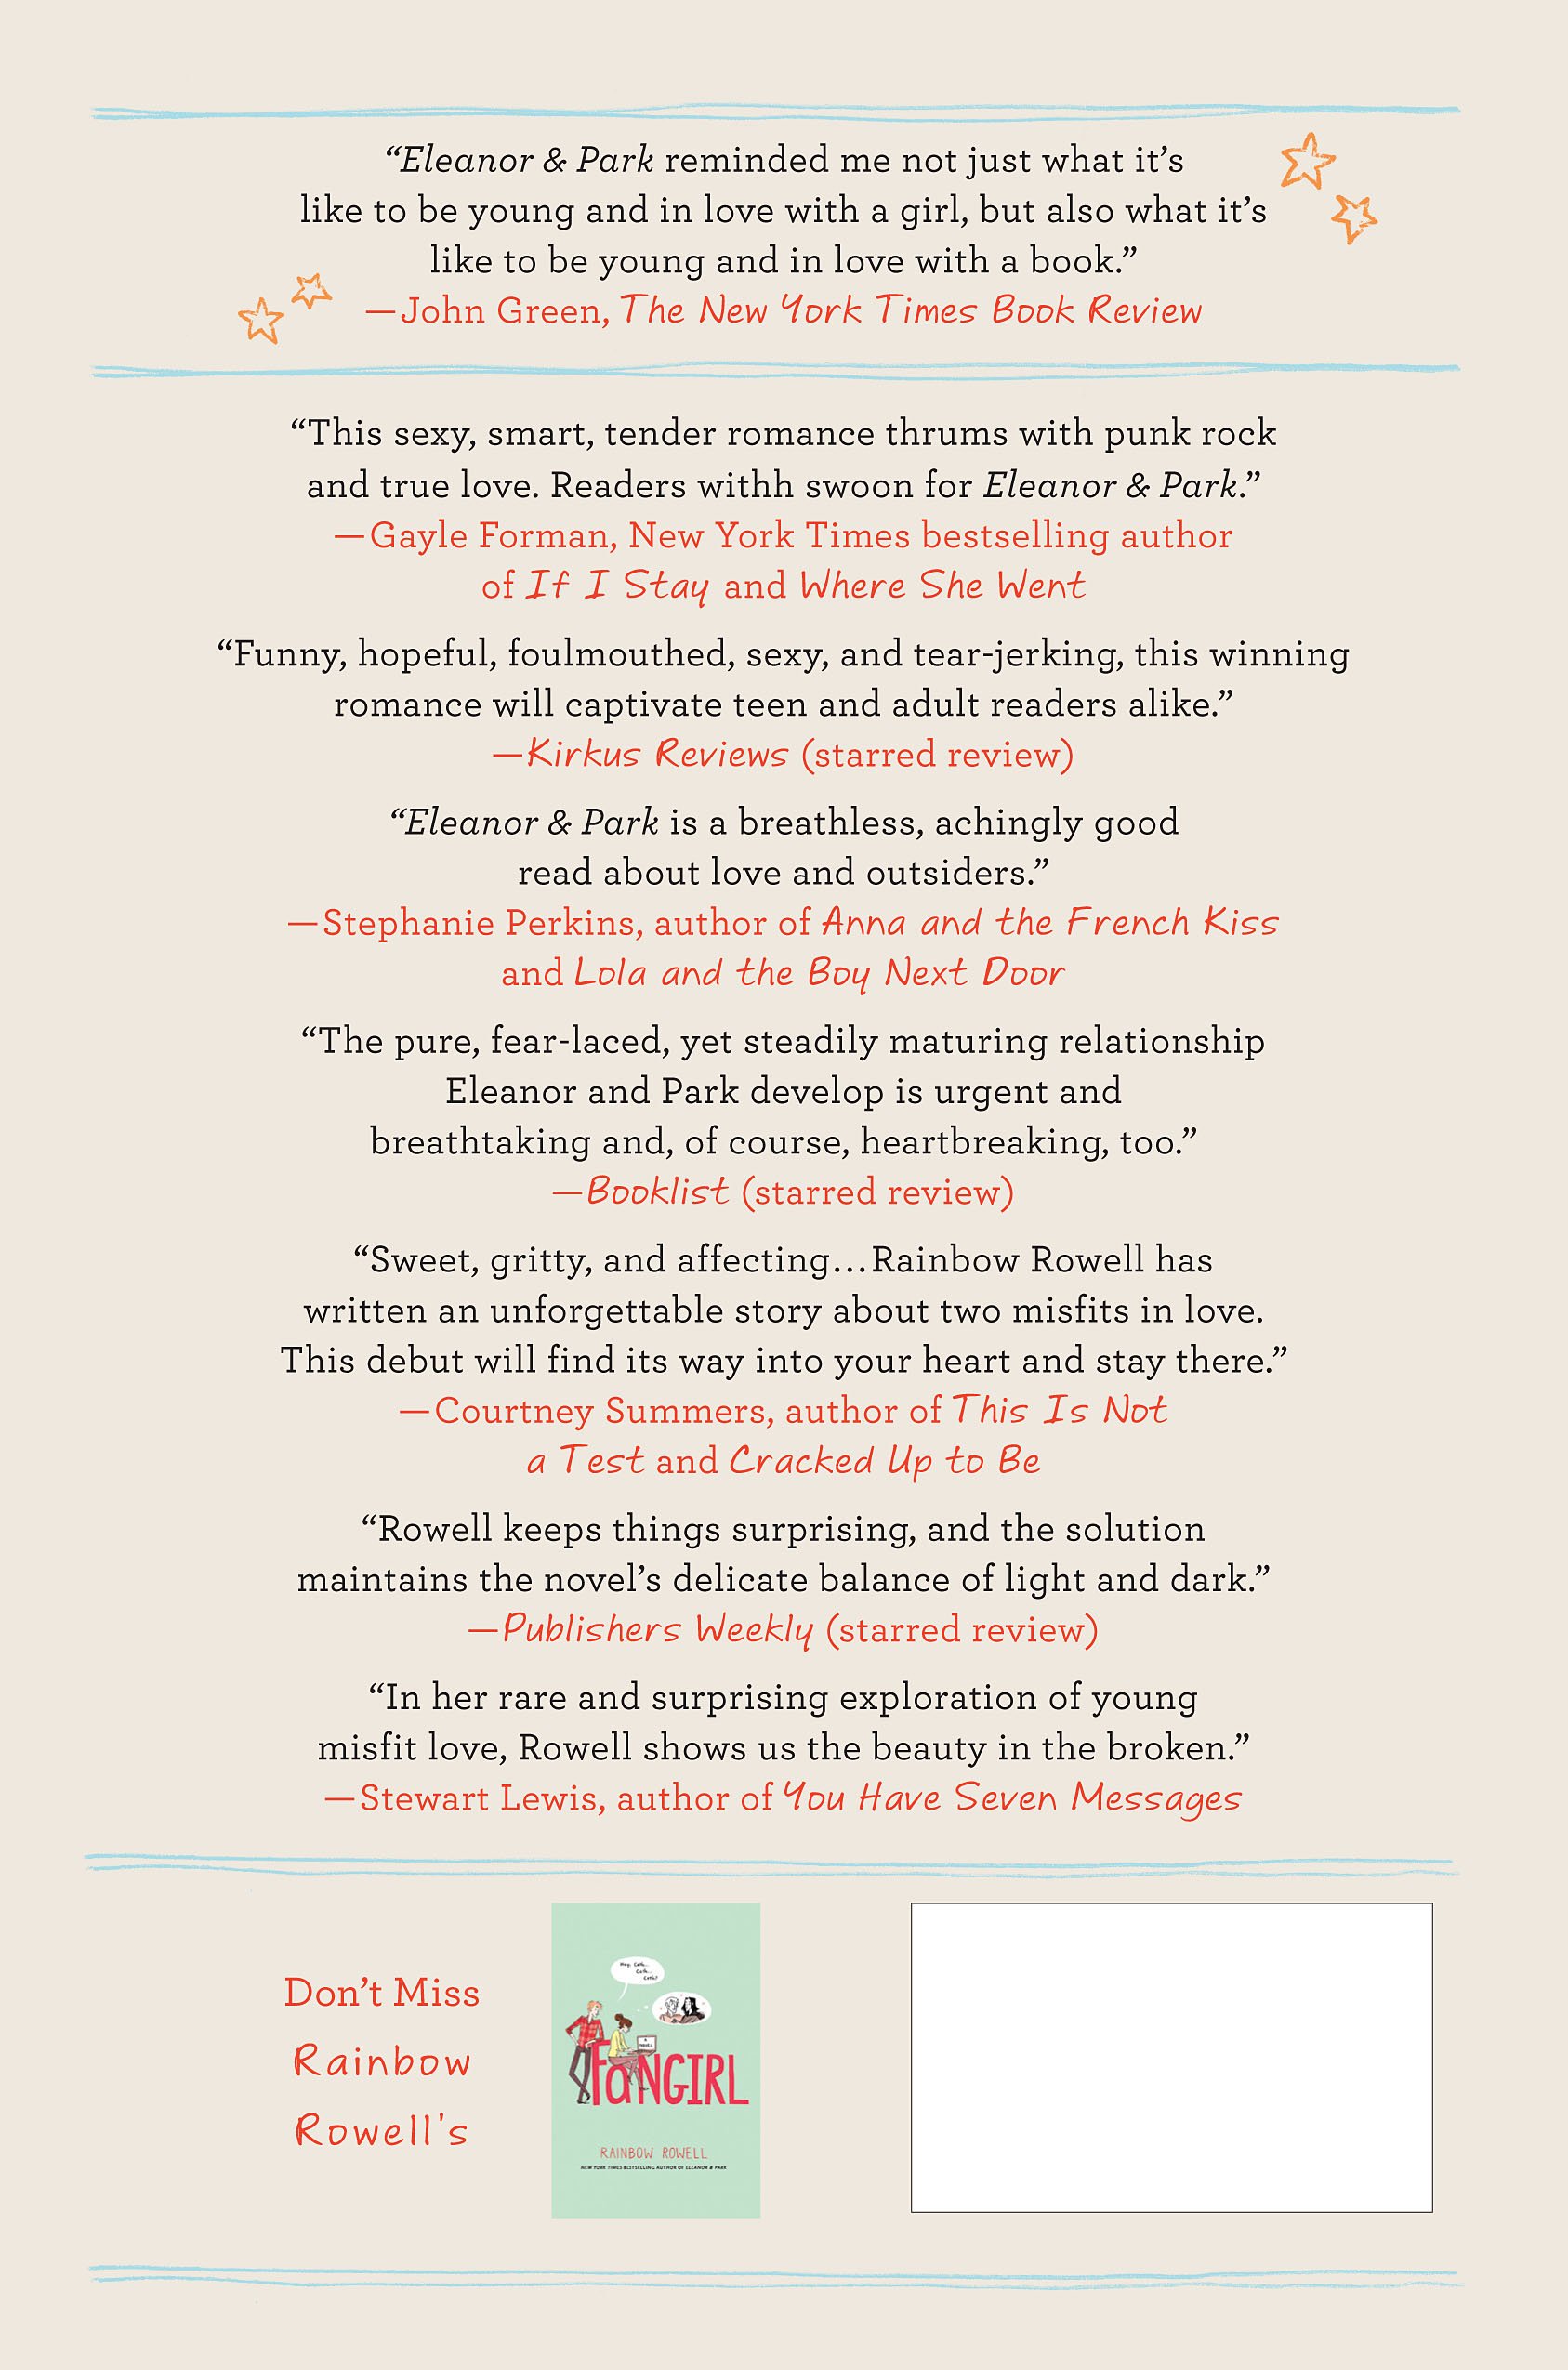 “Eleanor & Park reminded me not just what it’s
like to be young and in love with a girl, but also what it’s
like to be young and in love with a book.”
—John Green, The New York Times Book Review
“This sexy, smart, tender romance thrums with punk rock
and true love. Readers withh swoon for Eleanor & Park.”
—Gayle Forman, New York Times bestselling author
of If I Stay and Where She Went
“Funny, hopeful, foulmouthed, sexy, and tear-jerking, this winning
romance will captivate teen and adult readers alike.”
—Kirkus Reviews (starred review)
“Eleanor & Park is a breathless, achingly good
read about love and outsiders.”
—Stephanie Perkins, author of Anna and the French Kiss
and Lola and the Boy Next Door
“The pure, fear-laced, yet steadily maturing relationship
Eleanor and Park develop is urgent and
breathtaking and, of course, heartbreaking, too.”
—Booklist (starred review)
“Sweet, gritty, and affecting...Rainbow Rowell has
written an unforgettable story about two misfits in love.
This debut will find its way into your heart and stay there.”
—Courtney Summers, author of This Is Not
a Test and Cracked Up to Be
“Rowell keeps things surprising, and the solution
maintains the novel’s delicate balance of light and dark.”
—Publishers Weekly (starred review)
“In her rare and surprising exploration of young
misfit love, Rowell shows us the beauty in the broken.”
—Stewart Lewis, author of You Have Seven Messages
Don’t Miss
Rainbow
Rowell's
Hey, Cath...
Cath...
Cath?
A
NOVEL
FANGIRL
RAINBOW ROWELL
NEW YORK TIMES BESTSELLING AUTHOR OF ELEANOR & PARK